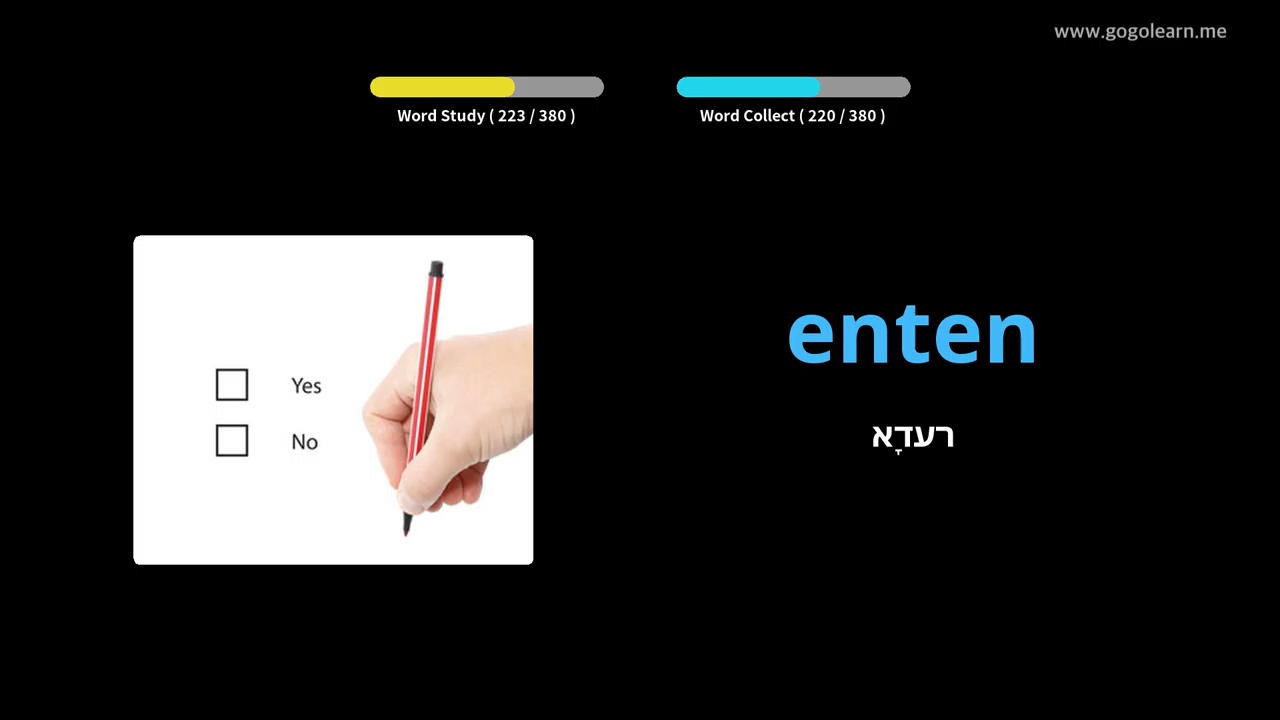 www.gogolearn.me
Word Study ( 223 / 380 )
Word Collect ( 220 / 380 )
Yes
No
enten
רעדָא